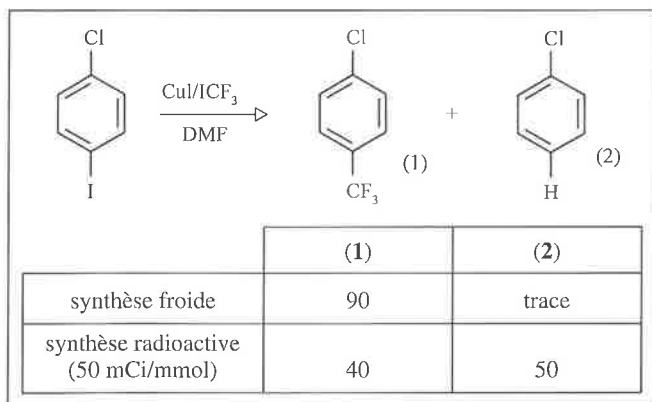 Cl
Cl
Cl
CuI/ICF₃
DMF
+
(1)
(2)
I
CF₃
H
(1) (2)
synthèse froide 90 trace
synthèse radioactive
(50 mCi/mmol) 40 50